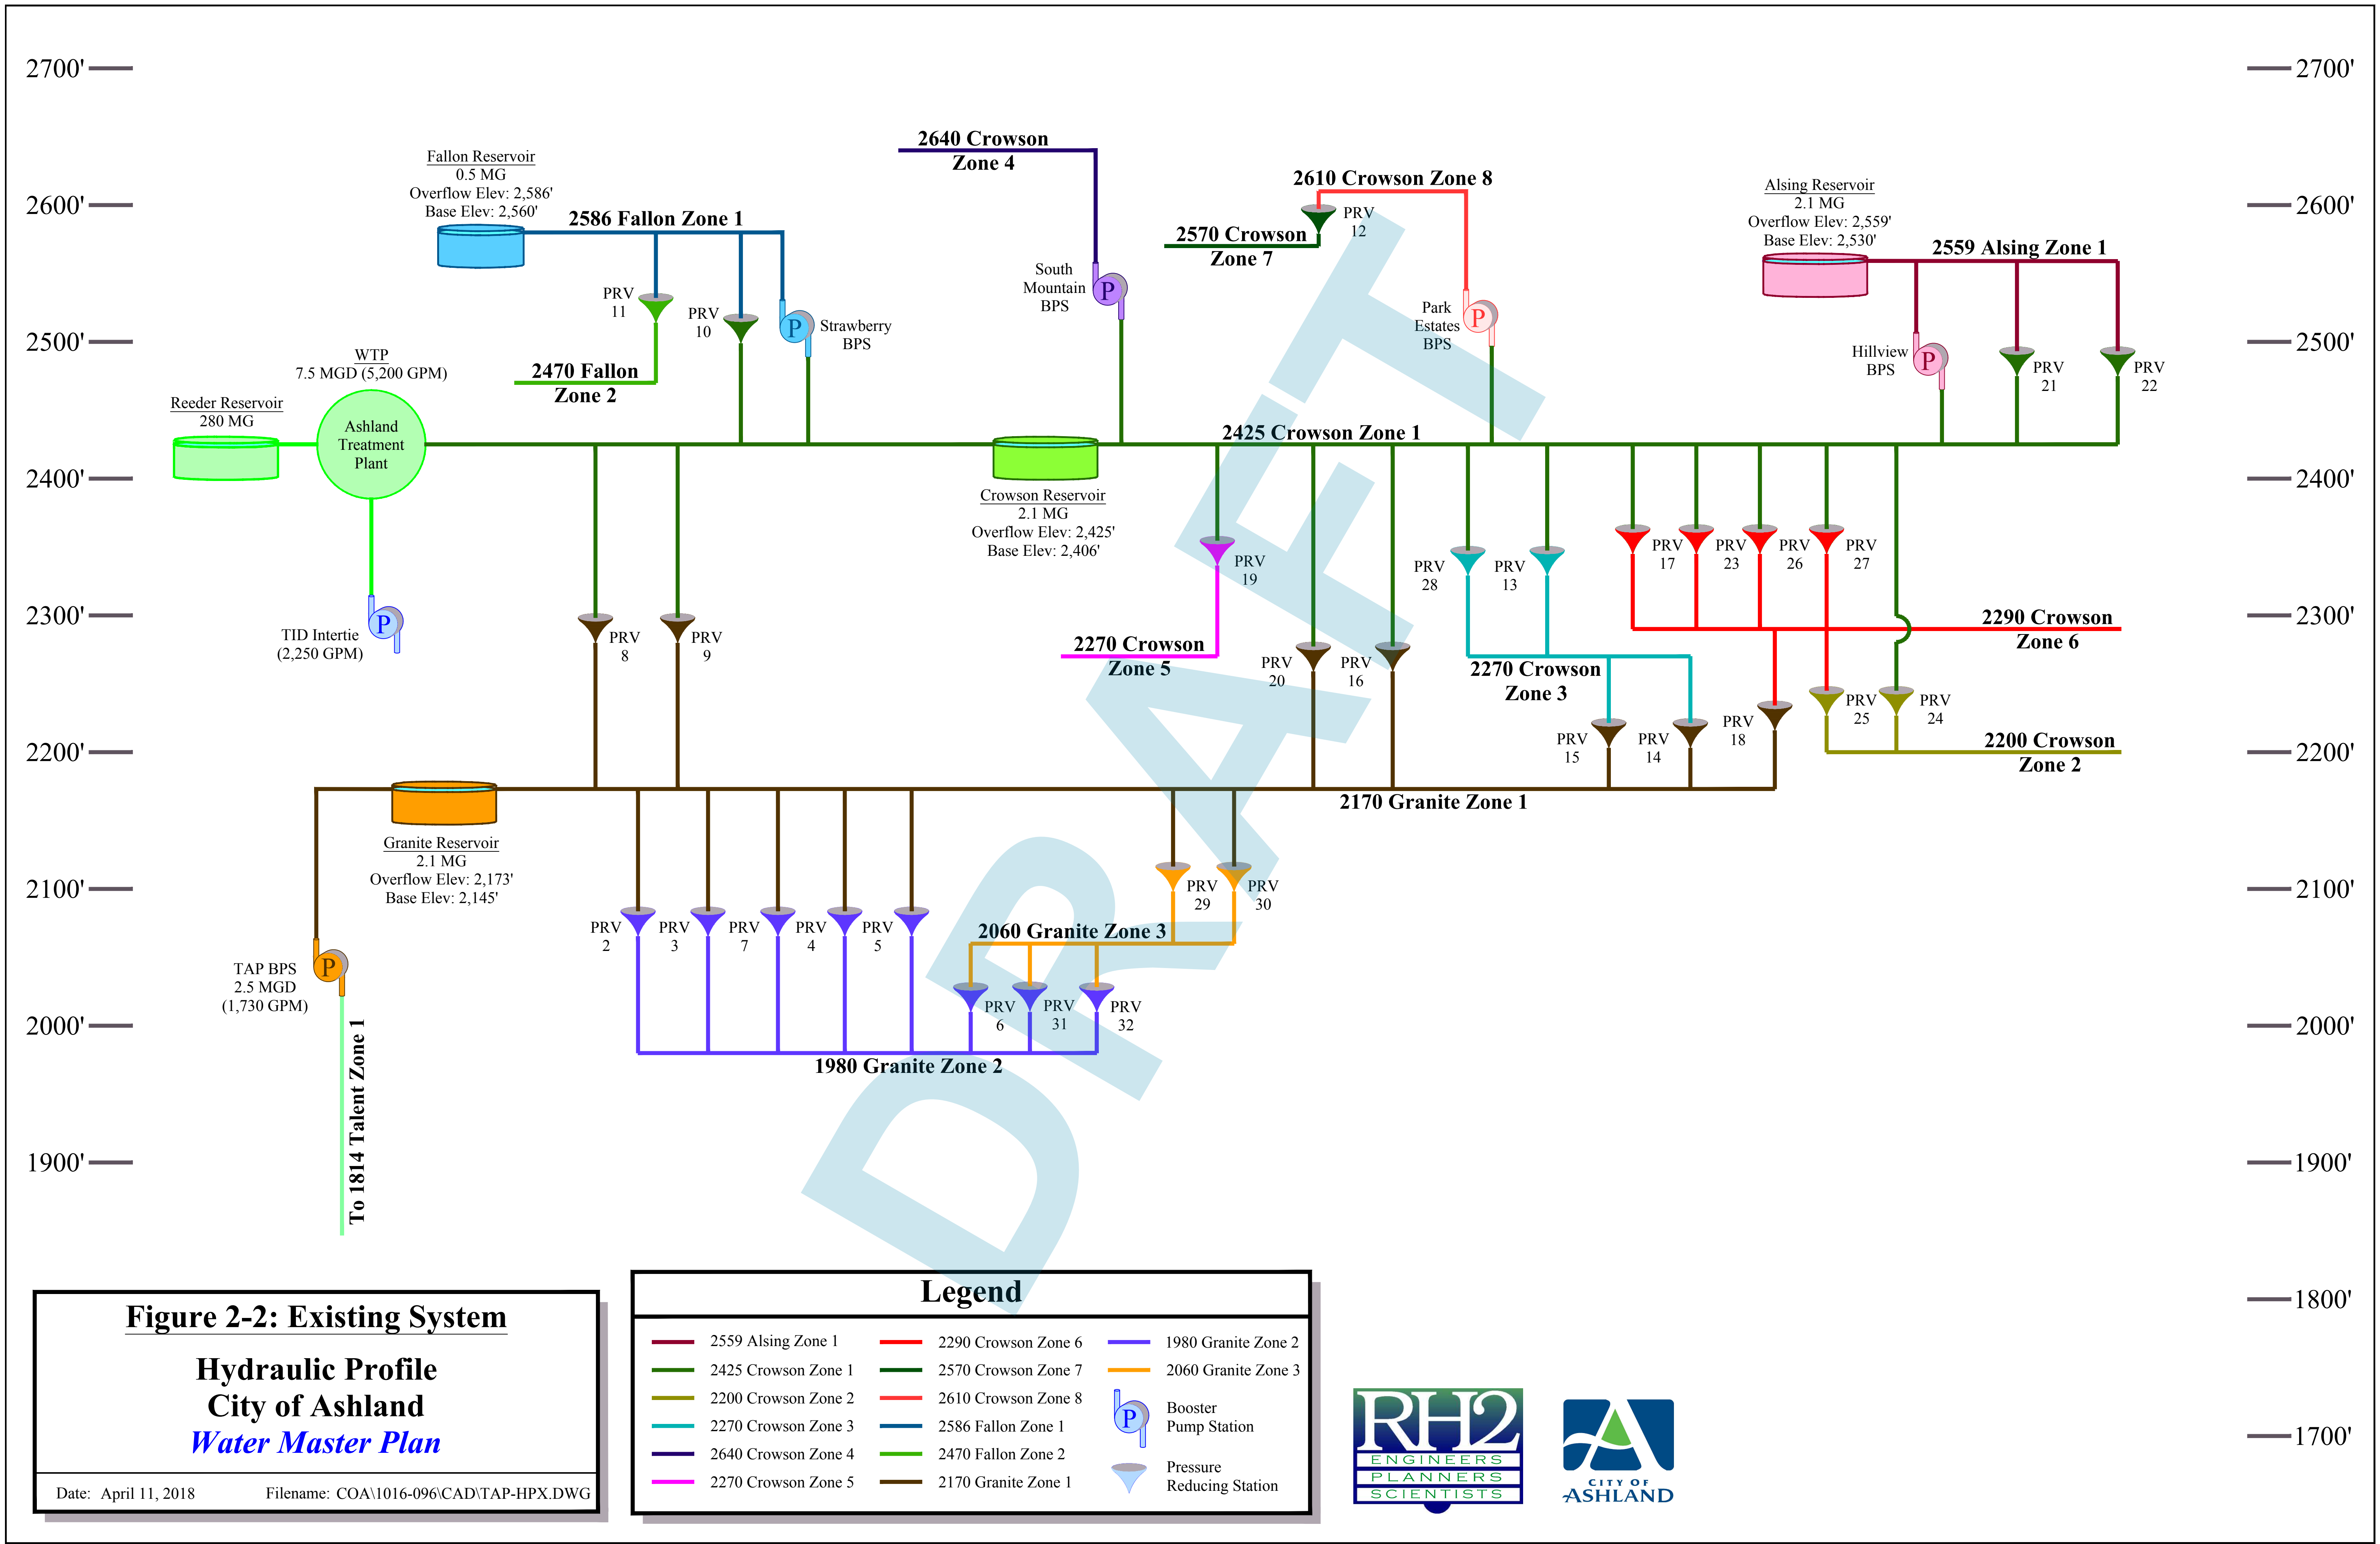 2700'
2600'
2500'
2400'
2300'
2200'
2100'
2000'
1900'
2700'
2600'
2500'
2400'
2300'
2200'
2100'
2000'
1900'
1800'
1700'
Fallon Reservoir
0.5 MG
Overflow Elev: 2,586'
Base Elev: 2,560'
2586 Fallon Zone 1
PRV
11
PRV
10
P
Strawberry
BPS
2470 Fallon
Zone 2
2640 Crowson
Zone 4
South
Mountain
BPS
P
2610 Crowson Zone 8
PRV
12
2570 Crowson
Zone 7
Park
Estates
BPS
P
Alsing Reservoir
2.1 MG
Overflow Elev: 2,559'
Base Elev: 2,530'
2559 Alsing Zone 1
Hillview
BPS
P
PRV
21
PRV
22
WTP
7.5 MGD (5,200 GPM)
Reeder Reservoir
280 MG
Ashland
Treatment
Plant
2425 Crowson Zone 1
Crowson Reservoir
2.1 MG
Overflow Elev: 2,425'
Base Elev: 2,406'
TID Intertie
(2,250 GPM)
P
PRV
8
PRV
9
PRV
19
2270 Crowson
Zone 5
PRV
20
PRV
16
PRV
28
PRV
13
2270 Crowson
Zone 3
PRV
17
PRV
23
PRV
26
PRV
27
2290 Crowson
Zone 6
PRV
15
PRV
14
PRV
18
PRV
25
PRV
24
2200 Crowson
Zone 2
2170 Granite Zone 1
Granite Reservoir
2.1 MG
Overflow Elev: 2,173'
Base Elev: 2,145'
TAP BPS
2.5 MGD
(1,730 GPM)
P
To 1814 Talent Zone 1
PRV
2
PRV
3
PRV
7
PRV
4
PRV
5
PRV
29
PRV
30
2060 Granite Zone 3
PRV
6
PRV
31
PRV
32
1980 Granite Zone 2
DRAFT
Figure 2-2: Existing System
Hydraulic Profile
City of Ashland
Water Master Plan
Date: April 11, 2018 Filename: COA\1016-096\CAD\TAP-HPX.DWG
Legend
2559 Alsing Zone 1
2425 Crowson Zone 1
2200 Crowson Zone 2
2270 Crowson Zone 3
2640 Crowson Zone 4
2270 Crowson Zone 5
2290 Crowson Zone 6
2570 Crowson Zone 7
2610 Crowson Zone 8
2586 Fallon Zone 1
2470 Fallon Zone 2
2170 Granite Zone 1
1980 Granite Zone 2
2060 Granite Zone 3
P
Booster
Pump Station
Pressure
Reducing Station
RH2
ENGINEERS
PLANNERS
SCIENTISTS
CITY OF
ASHLAND